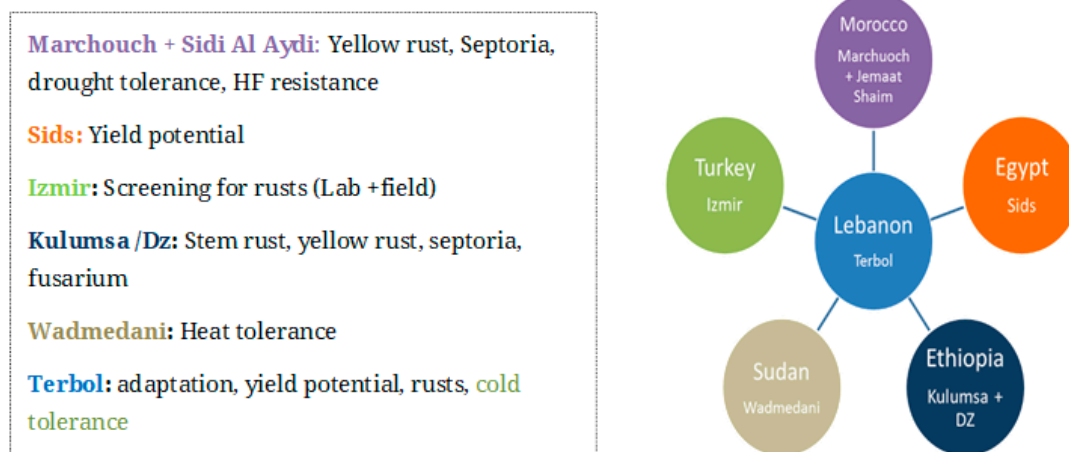 Marchouch + Sidi Al Aydi: Yellow rust, Septoria,
drought tolerance, HF resistance
Sids: Yield potential
Izmir: Screening for rusts (Lab +field)
Kulumsa /Dz: Stem rust, yellow rust, septoria,
fusarium
Wadmedani: Heat tolerance
Terbol: adaptation, yield potential, rusts, cold
tolerance
Morocco
Marchuoch
+ Jemaat
Shaim
Turkey
Izmir
Egypt
Sids
Lebanon
Terbol
Sudan
Wadmedani
Ethiopia
Kulumsa +
DZ